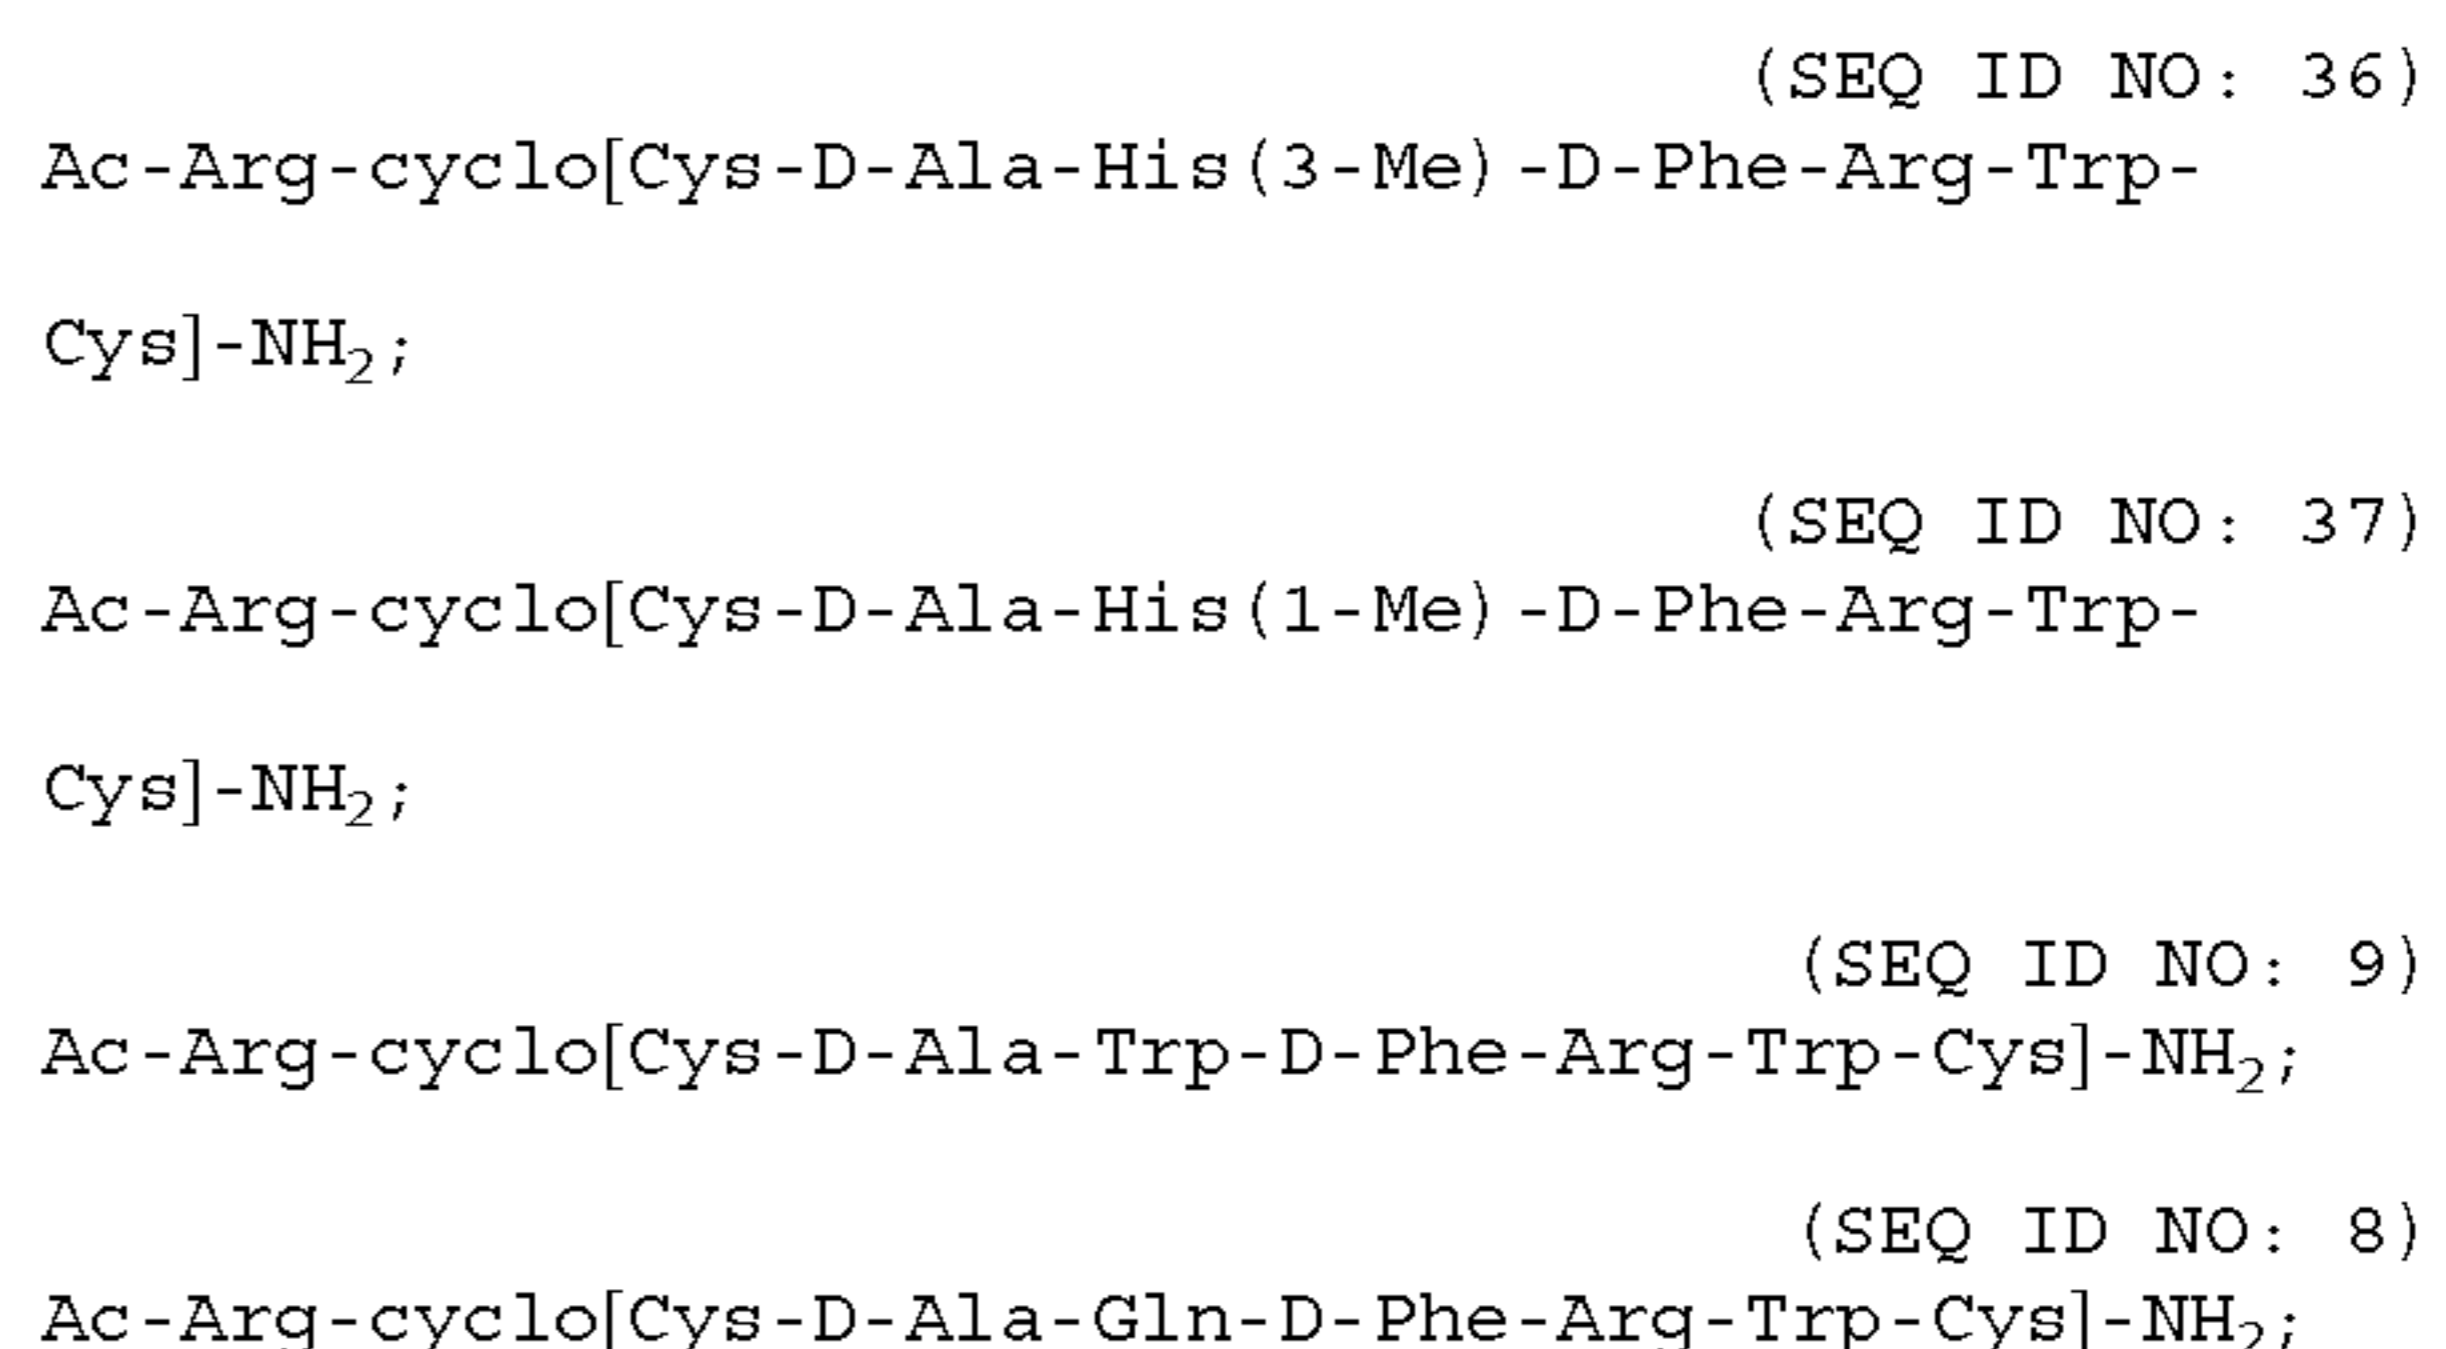 (SEQ ID NO: 36)
Ac-Arg-cyclo[Cys-D-Ala-His(3-Me)-D-Phe-Arg-Trp-
Cys]-NH₂;
(SEQ ID NO: 37)
Ac-Arg-cyclo[Cys-D-Ala-His(1-Me)-D-Phe-Arg-Trp-
Cys]-NH₂;
(SEQ ID NO: 9)
Ac-Arg-cyclo[Cys-D-Ala-Trp-D-Phe-Arg-Trp-Cys]-NH₂;
(SEQ ID NO: 8)
Ac-Arg-cyclo[Cys-D-Ala-Gln-D-Phe-Arg-Trp-Cys]-NH₂;